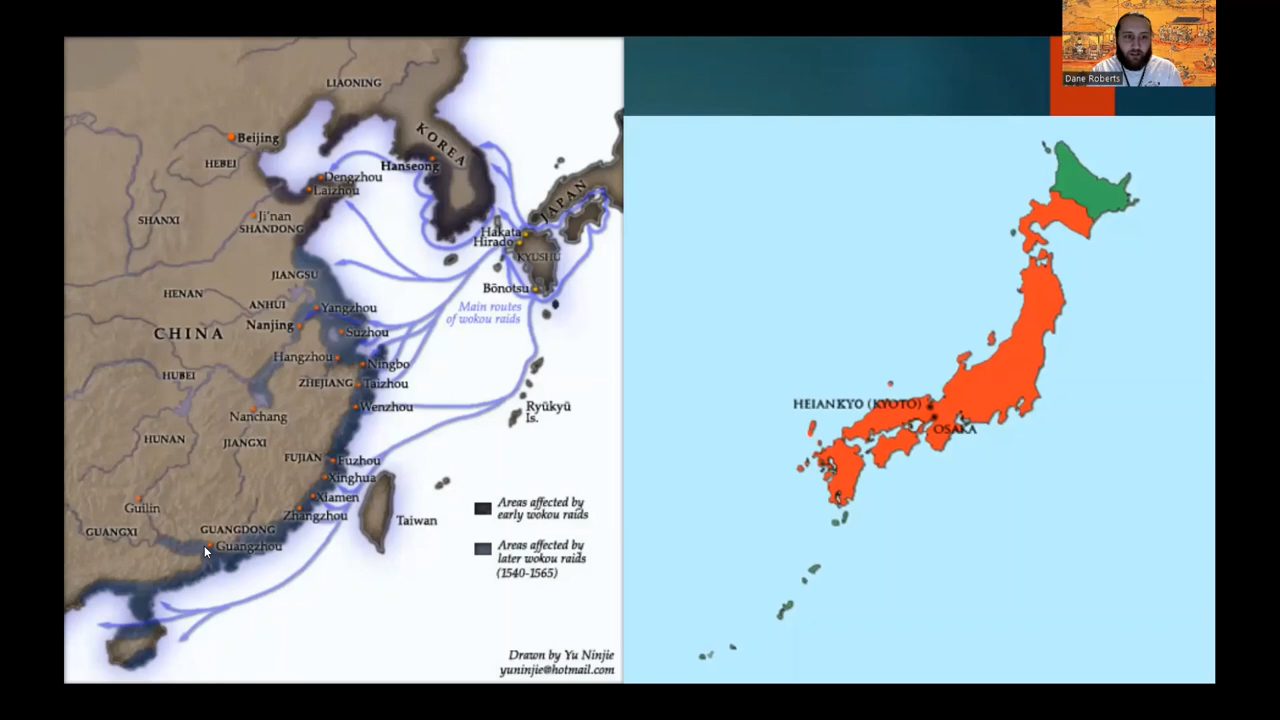 Dane Roberts
LIAONING
Beijing
HEBEI
KOREA
Hanseong
Dengzhou
Laizhou
JAPAN
SHANXI
Ji'nan
SHANDONG
Hakata
Hirado
KYUSHU
JIANGSU
Bōnotsu
HENAN
ANHUI
Yangzhou
Main routes
of wokou raids
Nanjing
CHINA
Suzhou
Hangzhou
Ningbo
HUBEI
ZHEJIANG
Taizhou
Wenzhou
Ryūkyū
Is.
Nanchang
HUNAN
JIANGXI
FUJIAN
Fuzhou
Xinghua
Guilin
Xiamen
Zhangzhou
Taiwan
GUANGXI
GUANGDONG
Guangzhou
Areas affected by
early wokou raids
Areas affected by
later wokou raids
(1540-1565)
Drawn by Yu Ninjie
yuninjie@hotmail.com
HEIANKYO (KYOTO)
OSAKA